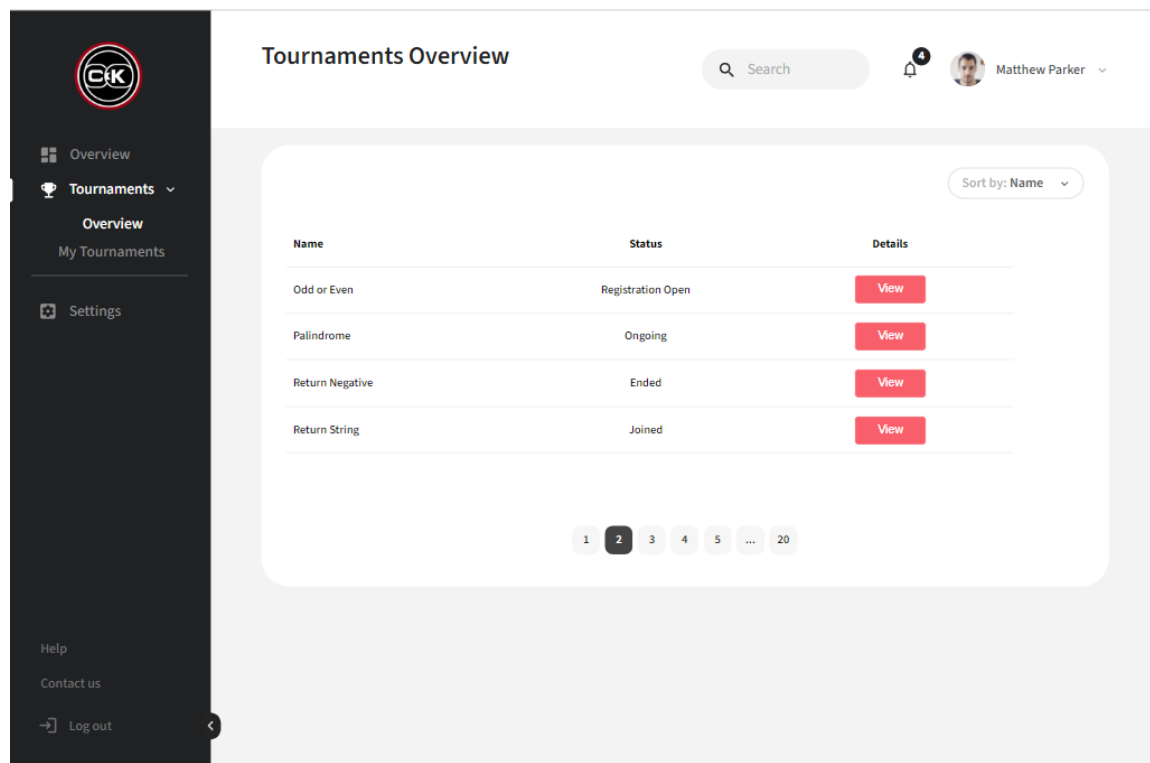 C&K
Tournaments Overview
Search
4
Matthew Parker
Overview
Tournaments
Overview
My Tournaments
Settings
Sort by: Name
Name Status Details
Odd or Even Registration Open View
Palindrome Ongoing View
Return Negative Ended View
Return String Joined View
1 2 3 4 5 ... 20
Help
Contact us
Log out